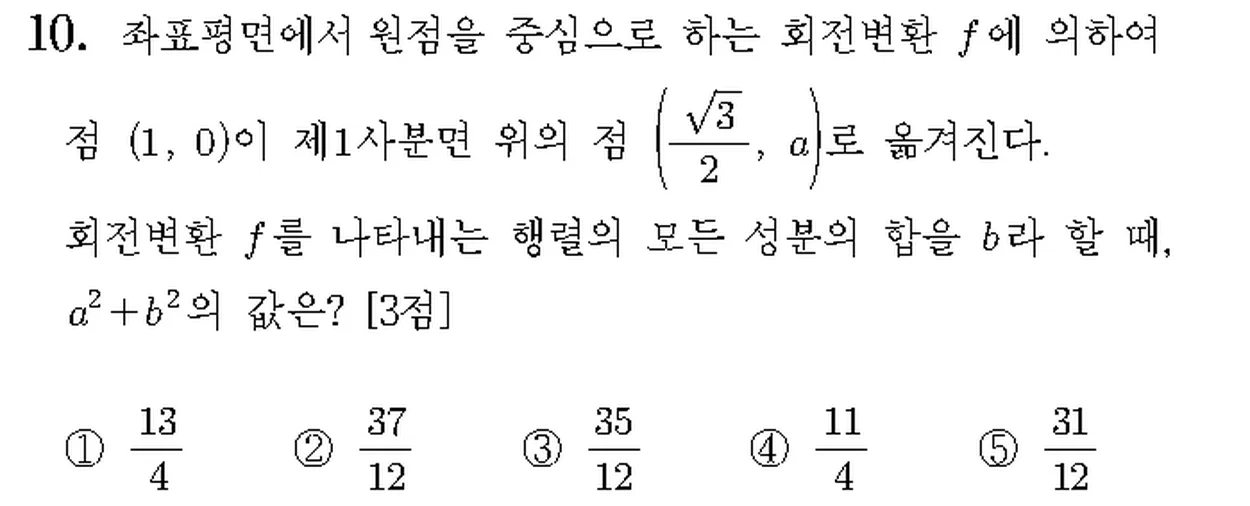 10. 좌표평면에서 원점을 중심으로 하는 회전변환 f에 의하여
점 (1, 0)이 제1사분면 위의 점 (√3/2, a)로 옮겨진다.
회전변환 f를 나타내는 행렬의 모든 성분의 합을 b라 할 때,
a²+b²의 값은? [3점]
① 13/4 ② 37/12 ③ 35/12 ④ 11/4 ⑤ 31/12